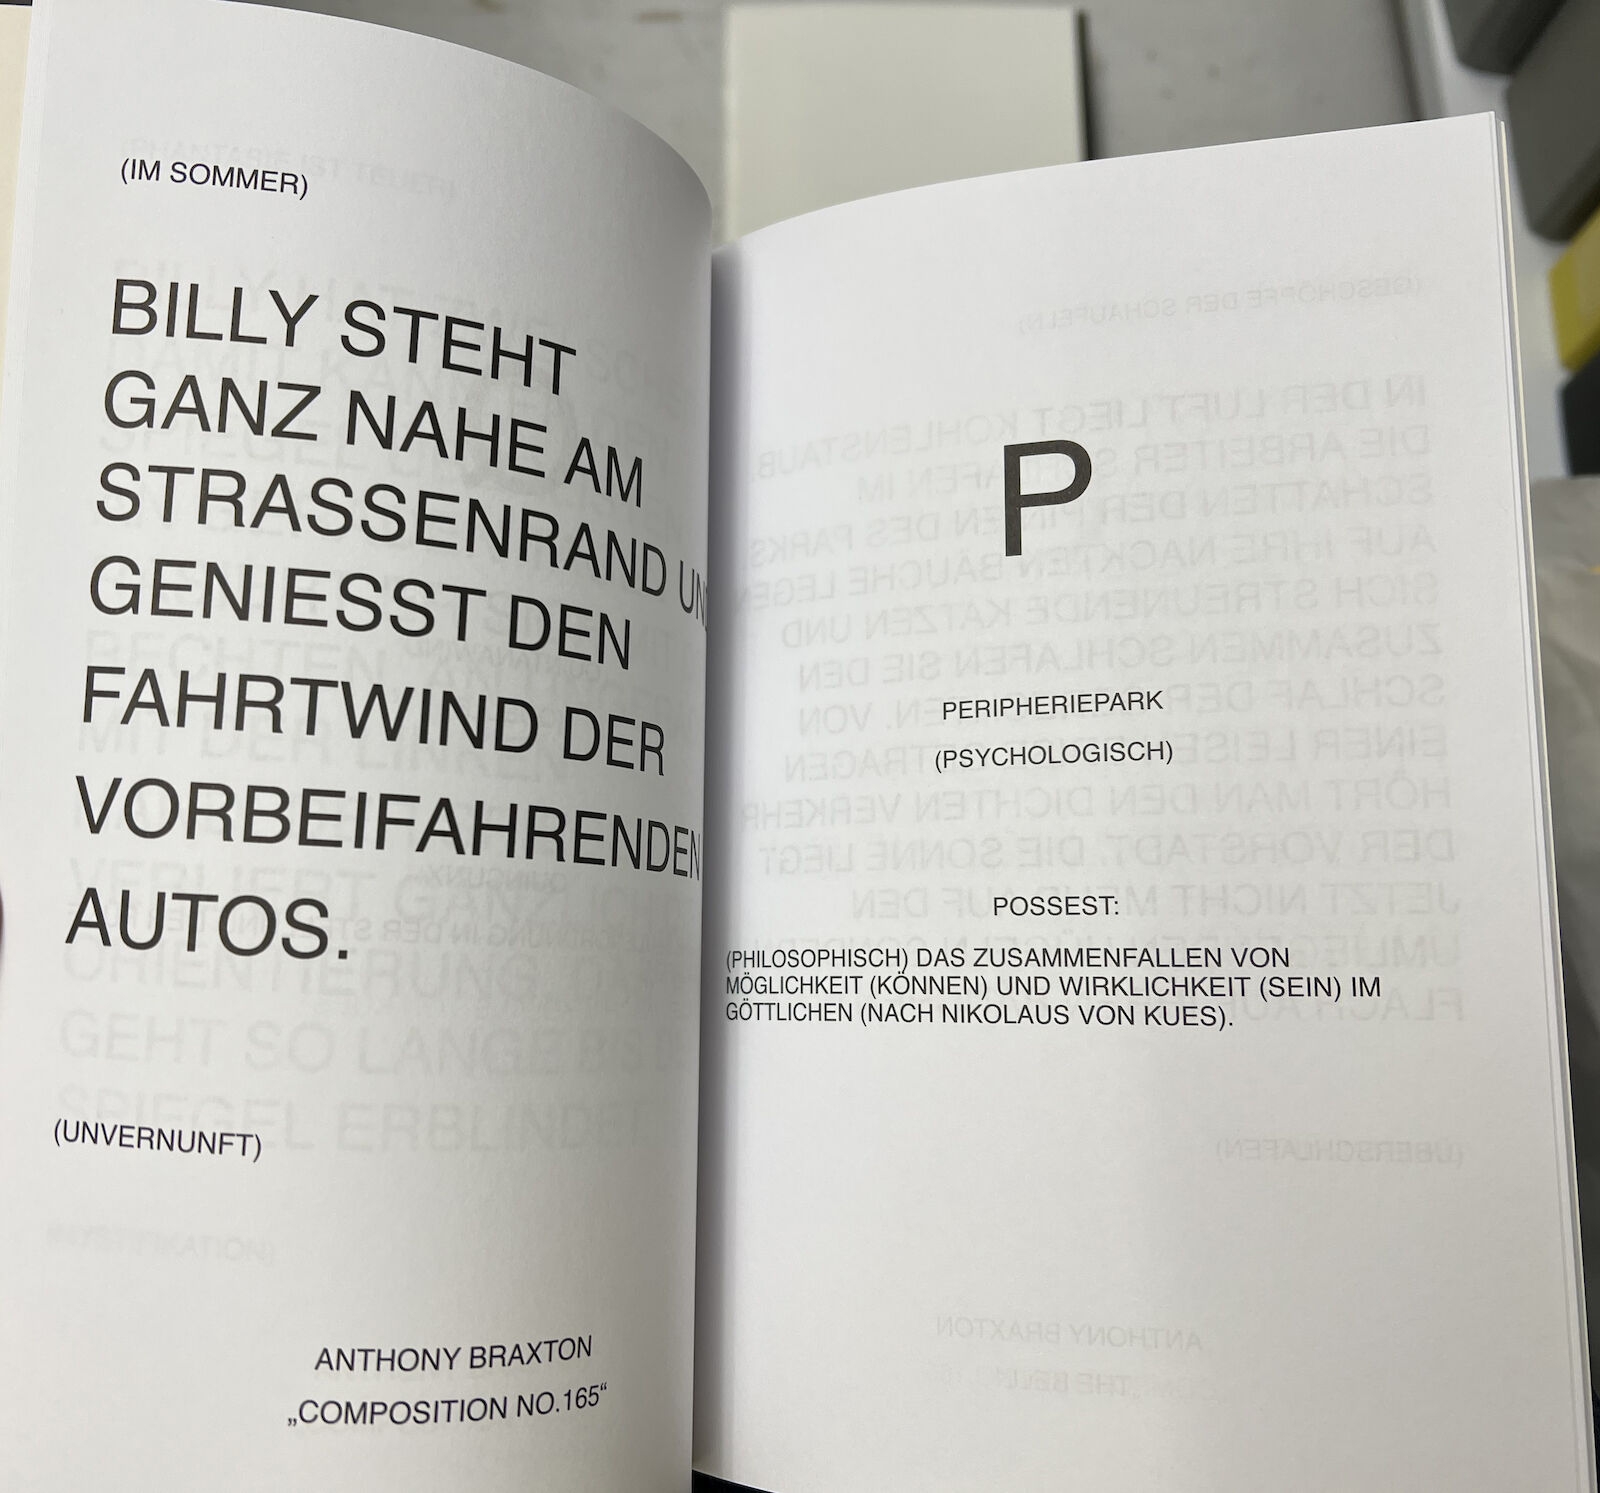 (IM SOMMER)
BILLY STEHT
GANZ NAHE AM
STRASSENRAND
GENIESST DEN
FAHRTWIND DER
VORBEIFAHRENDEN
AUTOS.
(UNVERNUNFT)
ANTHONY BRAXTON
„COMPOSITION NO.165“
P
PERIPHERIEPARK
(PSYCHOLOGISCH)
POSSEST:
(PHILOSOPHISCH) DAS ZUSAMMENFALLEN VON
MÖGLICHKEIT (KÖNNEN) UND WIRKLICHKEIT (SEIN) IM
GÖTTLICHEN (NACH NIKOLAUS VON KUES).